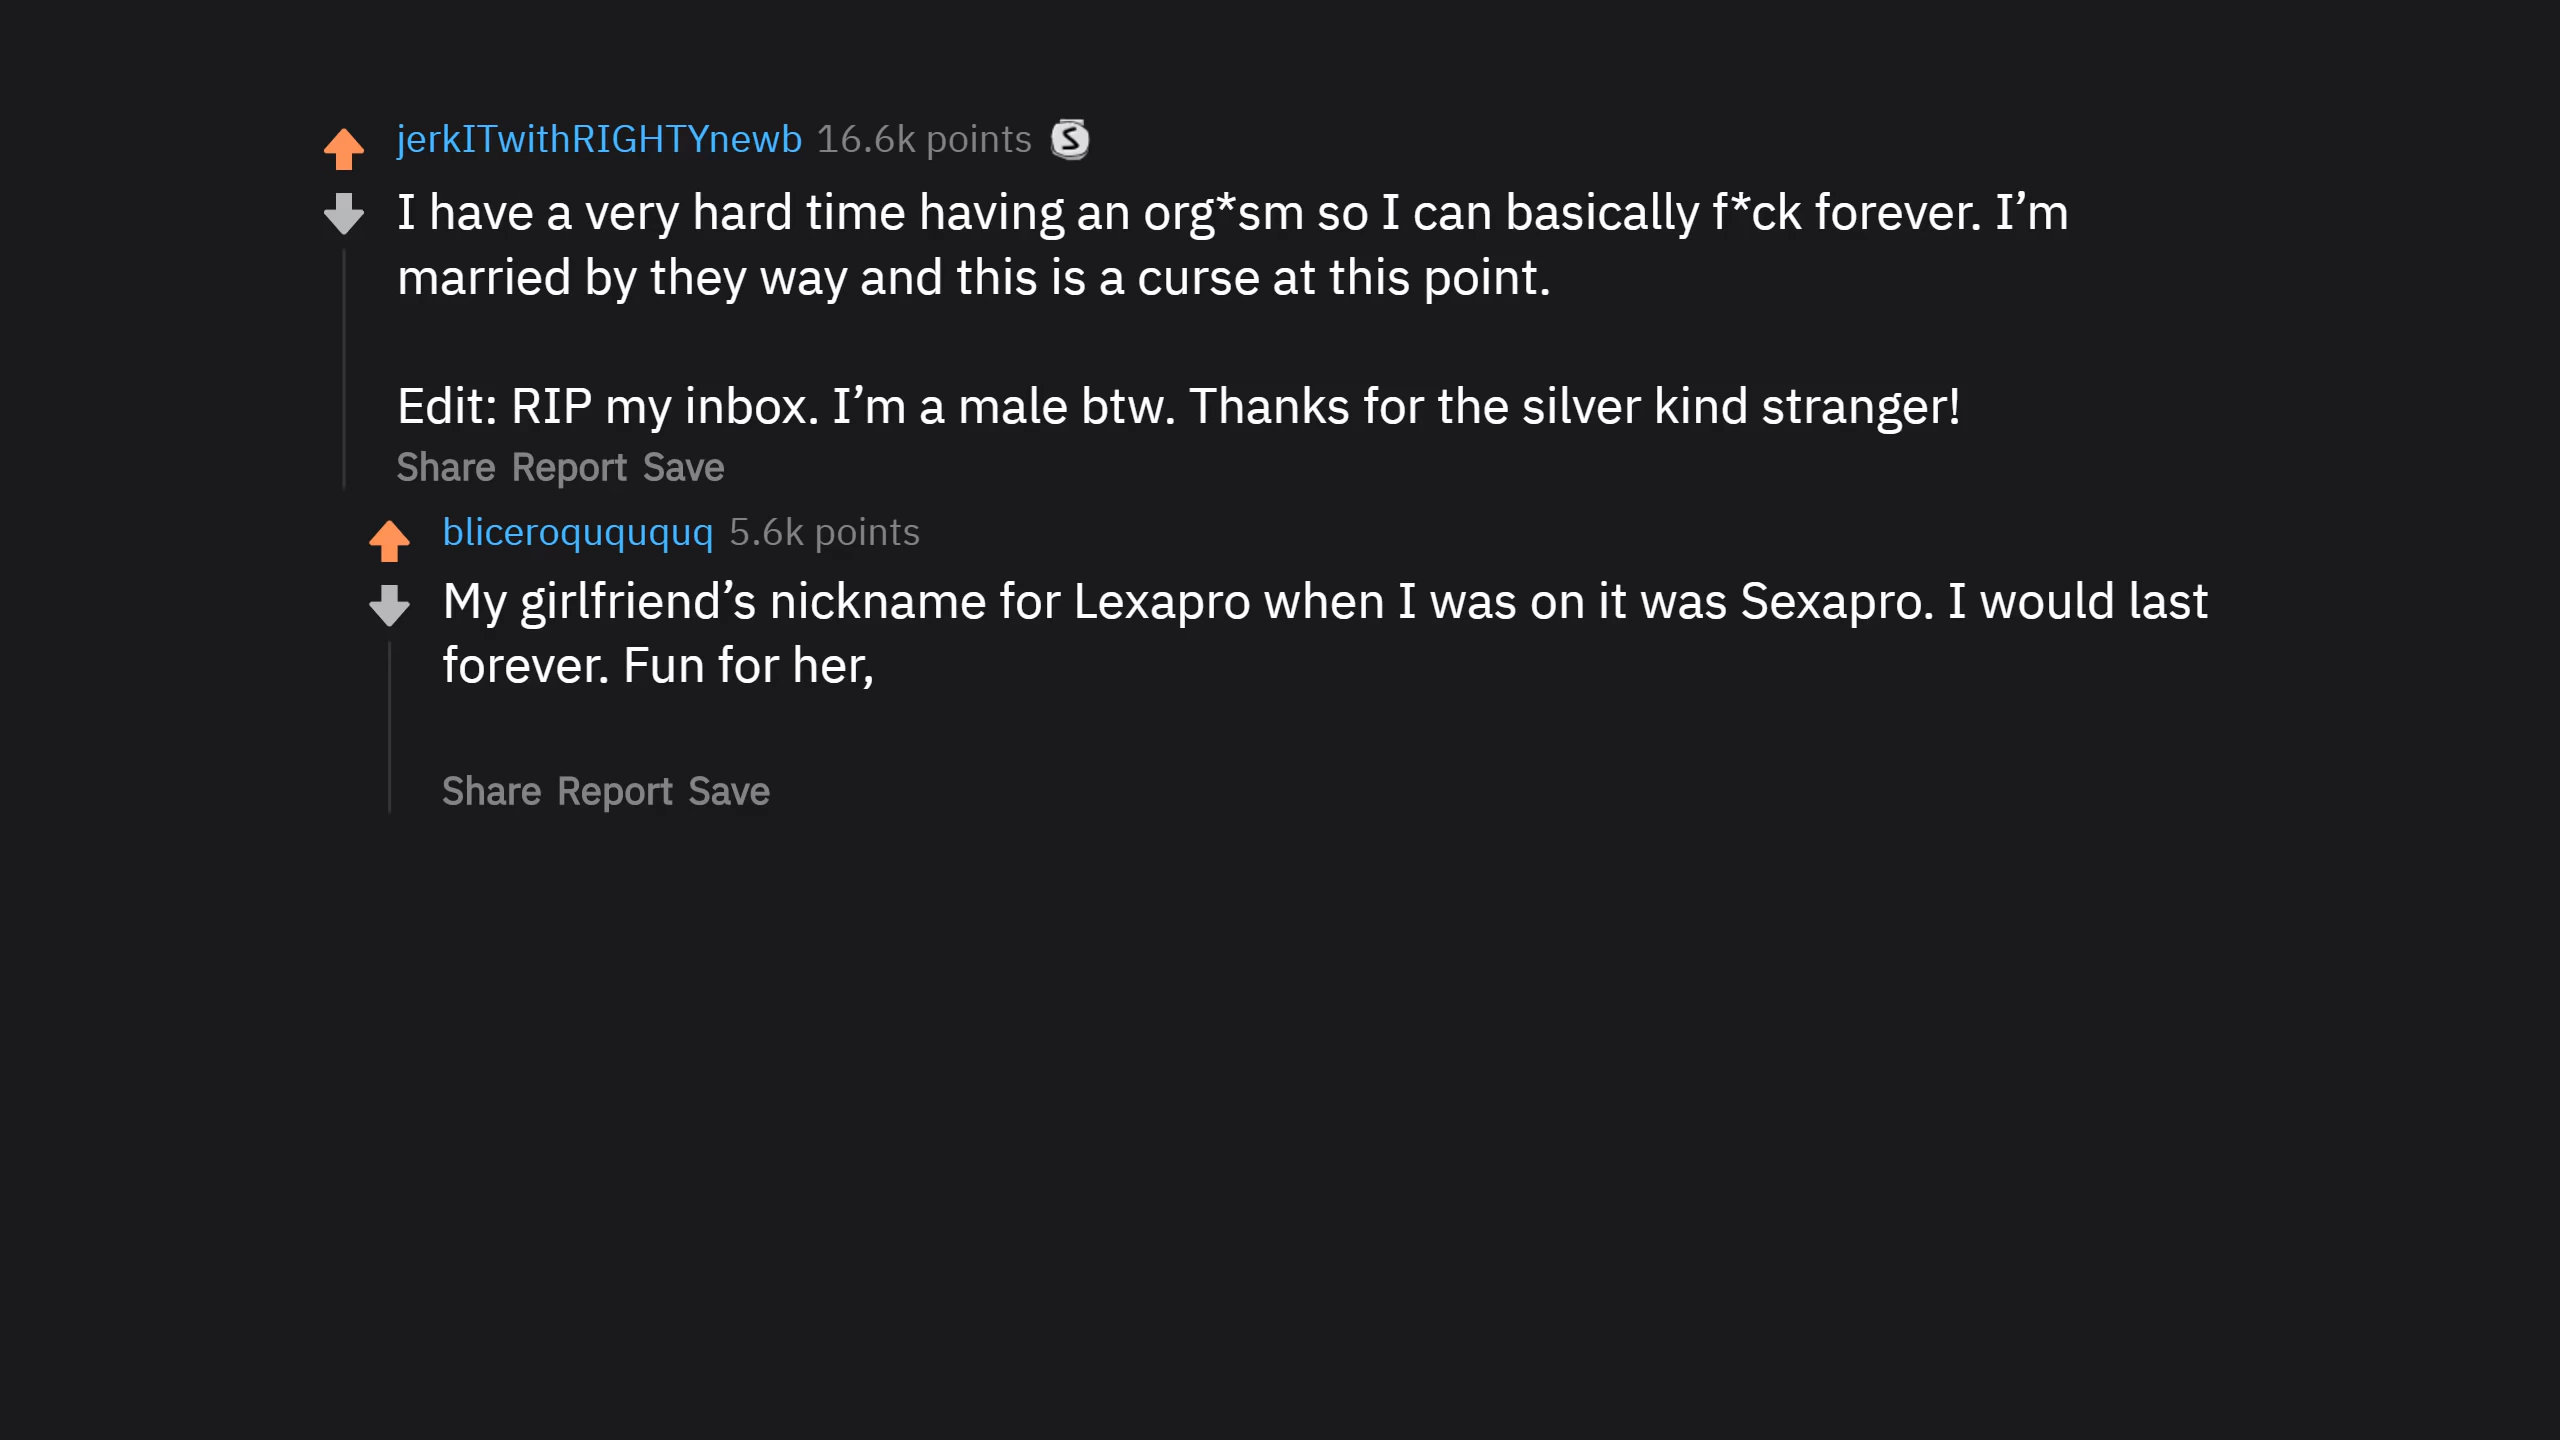 jerkITwithRIGHTYnewb 16.6k points S
I have a very hard time having an org*sm so I can basically f*ck forever. I’m
married by they way and this is a curse at this point.
Edit: RIP my inbox. I’m a male btw. Thanks for the silver kind stranger!
Share Report Save
bliceroquququq 5.6k points
My girlfriend’s nickname for Lexapro when I was on it was Sexapro. I would last
forever. Fun for her,
Share Report Save